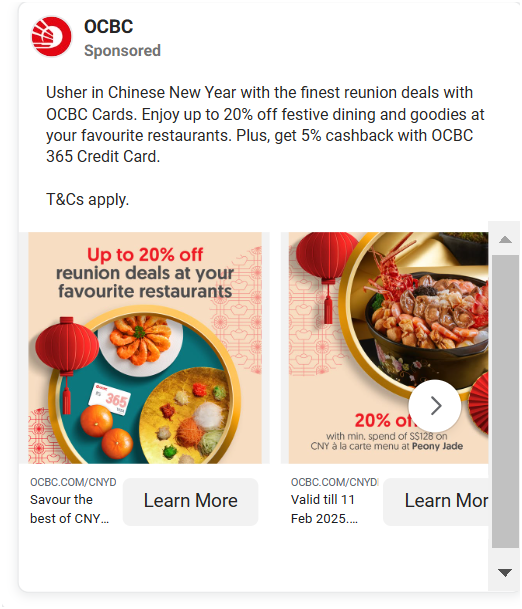 OCBC
Sponsored
Usher in Chinese New Year with the finest reunion deals with
OCBC Cards. Enjoy up to 20% off festive dining and goodies at
your favourite restaurants. Plus, get 5% cashback with OCBC
365 Credit Card.
T&Cs apply.
Up to 20% off
reunion deals at your
favourite restaurants
365
20% of
with min. spend of S$128 on
CNY à la carte menu at Peony Jade
OCBC.COM/CNYD
Savour the
best of CNY...
Learn More
OCBC.COM/CNYD
Valid till 11
Feb 2025....
Learn Mor